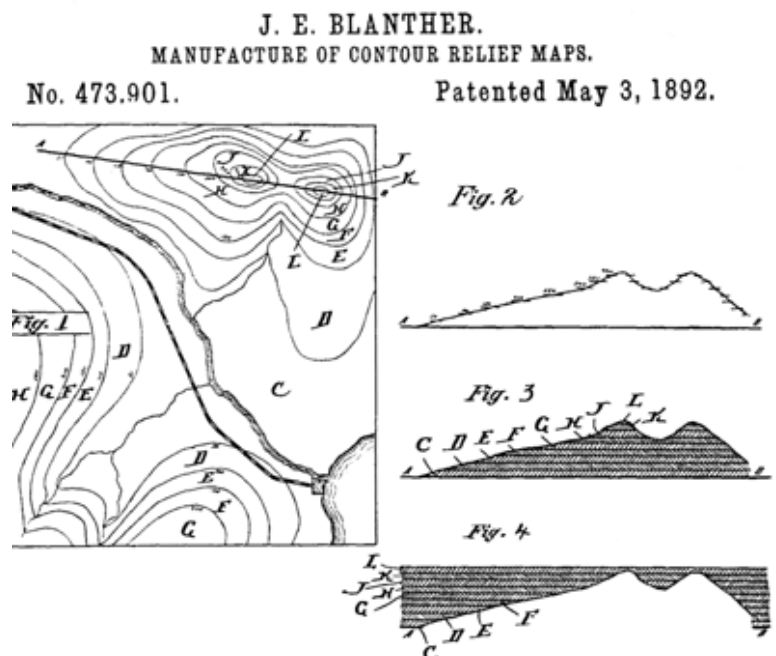 J. E. BLANTHER.
MANUFACTURE OF CONTOUR RELIEF MAPS.
No. 473.901.
Patented May 3, 1892.
A
L
J
K
H
J
K
H
G
F
E
L
D
C
Fig. 1
D
H G F E
D
E
F
G
Fig. 2
A
B
Fig. 3
C D E F G H J L K
A
B
Fig. 4
L
K
J
H
G
A
C D E F
B